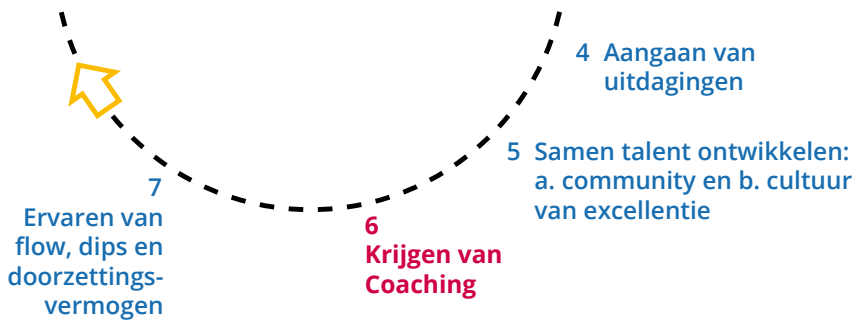 4 Aangaan van
uitdagingen
5 Samen talent ontwikkelen:
a. community en b. cultuur
van excellentie
6
Krijgen van
Coaching
7
Ervaren van
flow, dips en
doorzettings-
vermogen